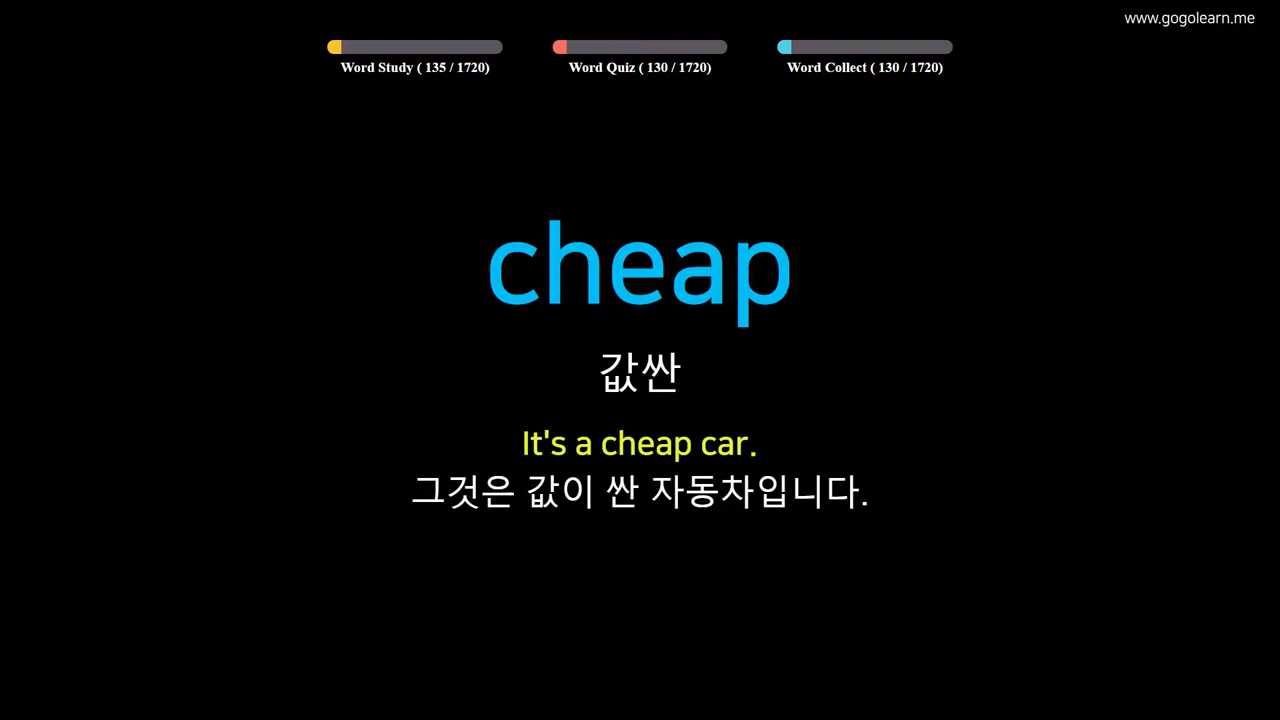 www.gogolearn.me
Word Study ( 135 / 1720)
Word Quiz ( 130 / 1720)
Word Collect ( 130 / 1720)
cheap
값싼
It's a cheap car.
그것은 값이 싼 자동차입니다.